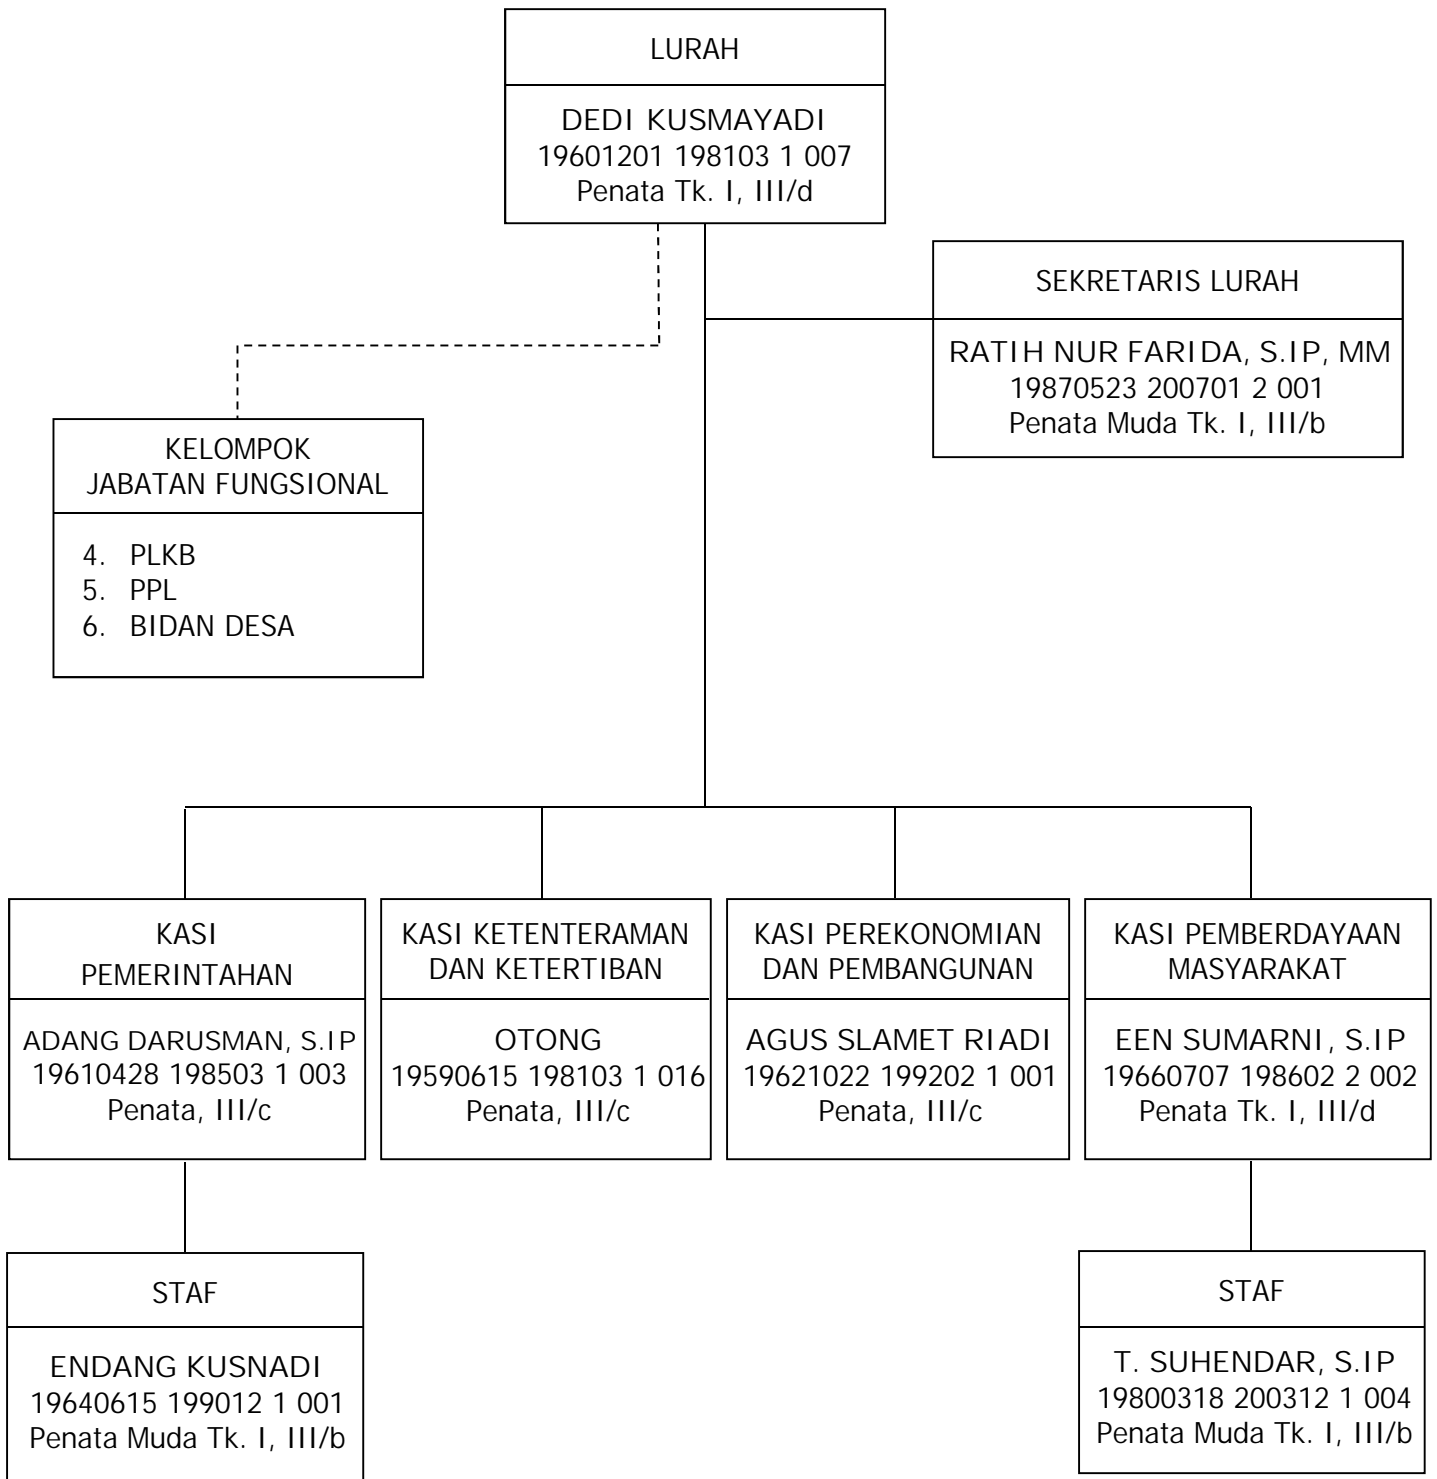 LURAH
DEDI KUSMAYADI
19601201 198103 1 007
Penata Tk. I, III/d
SEKRETARIS LURAH
RATIH NUR FARIDA, S.IP, MM
19870523 200701 2 001
Penata Muda Tk. I, III/b
KELOMPOK
JABATAN FUNGSIONAL
4. PLKB
5. PPL
6. BIDAN DESA
KASI
PEMERINTAHAN
ADANG DARUSMAN, S.IP
19610428 198503 1 003
Penata, III/c
KASI KETENTERAMAN
DAN KETERTIBAN
OTONG
19590615 198103 1 016
Penata, III/c
KASI PEREKONOMIAN
DAN PEMBANGUNAN
AGUS SLAMET RIADI
19621022 199202 1 001
Penata, III/c
KASI PEMBERDAYAAN
MASYARAKAT
EEN SUMARNI, S.IP
19660707 198602 2 002
Penata Tk. I, III/d
STAF
ENDANG KUSNADI
19640615 199012 1 001
Penata Muda Tk. I, III/b
STAF
T. SUHENDAR, S.IP
19800318 200312 1 004
Penata Muda Tk. I, III/b